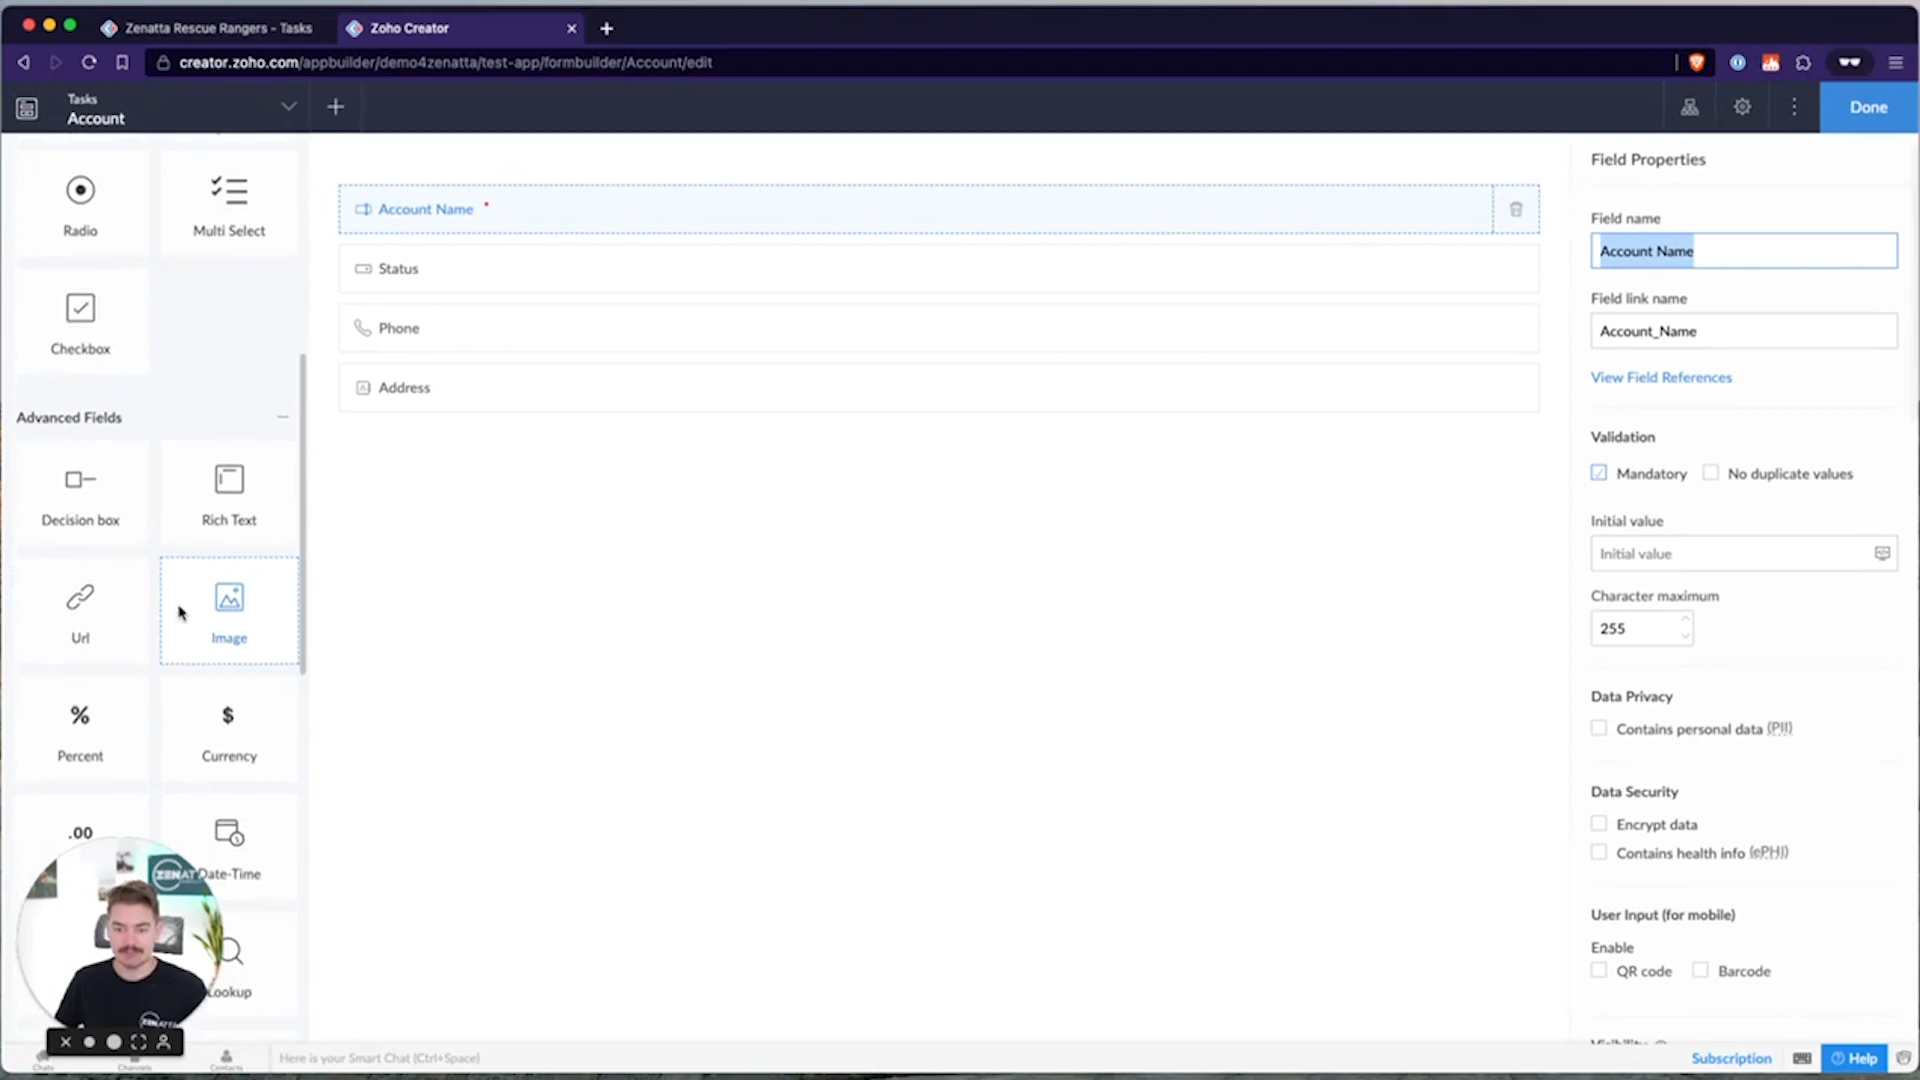 Zenatta Rescue Rangers - Tasks
Zoho Creator
creator.zoho.com/appbuilder/demo4zenatta/test-app/formbuilder/Account/edit
Tasks
Account
Done
Radio
Multi Select
Checkbox
Advanced Fields
Decision box
Rich Text
Url
Image
%
Percent
$
Currency
.00
Date-Time
Lookup
ZENAT
Account Name *
Status
Phone
Address
Field Properties
Field name
Account Name
Field link name
Account_Name
View Field References
Validation
Mandatory
No duplicate values
Initial value
Initial value
Character maximum
255
Data Privacy
Contains personal data (PII)
Data Security
Encrypt data
Contains health info (ePHI)
User Input (for mobile)
Enable
QR code
Barcode
Chats
Channels
Contacts
Here is your Smart Chat (Ctrl+Space)
Subscription
Help